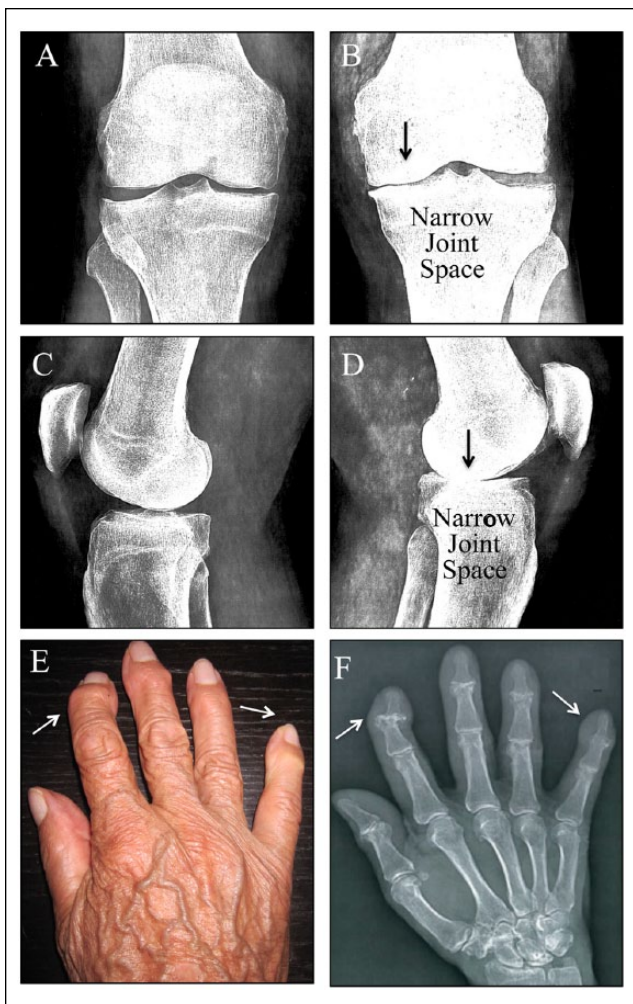 A
B
Narrow
Joint
Space
C
D
Narrow
Joint
Space
E
F